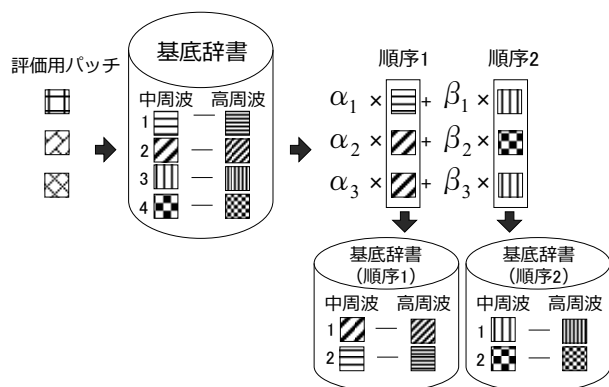 評価用パッチ
基底辞書
中周波 高周波
1 —
2 —
3 —
4 —
順序1 順序2
α₁ × + β₁ ×
α₂ × + β₂ ×
α₃ × + β₃ ×
基底辞書
(順序1)
中周波 高周波
1 —
2 —
基底辞書
(順序2)
中周波 高周波
1 —
2 —